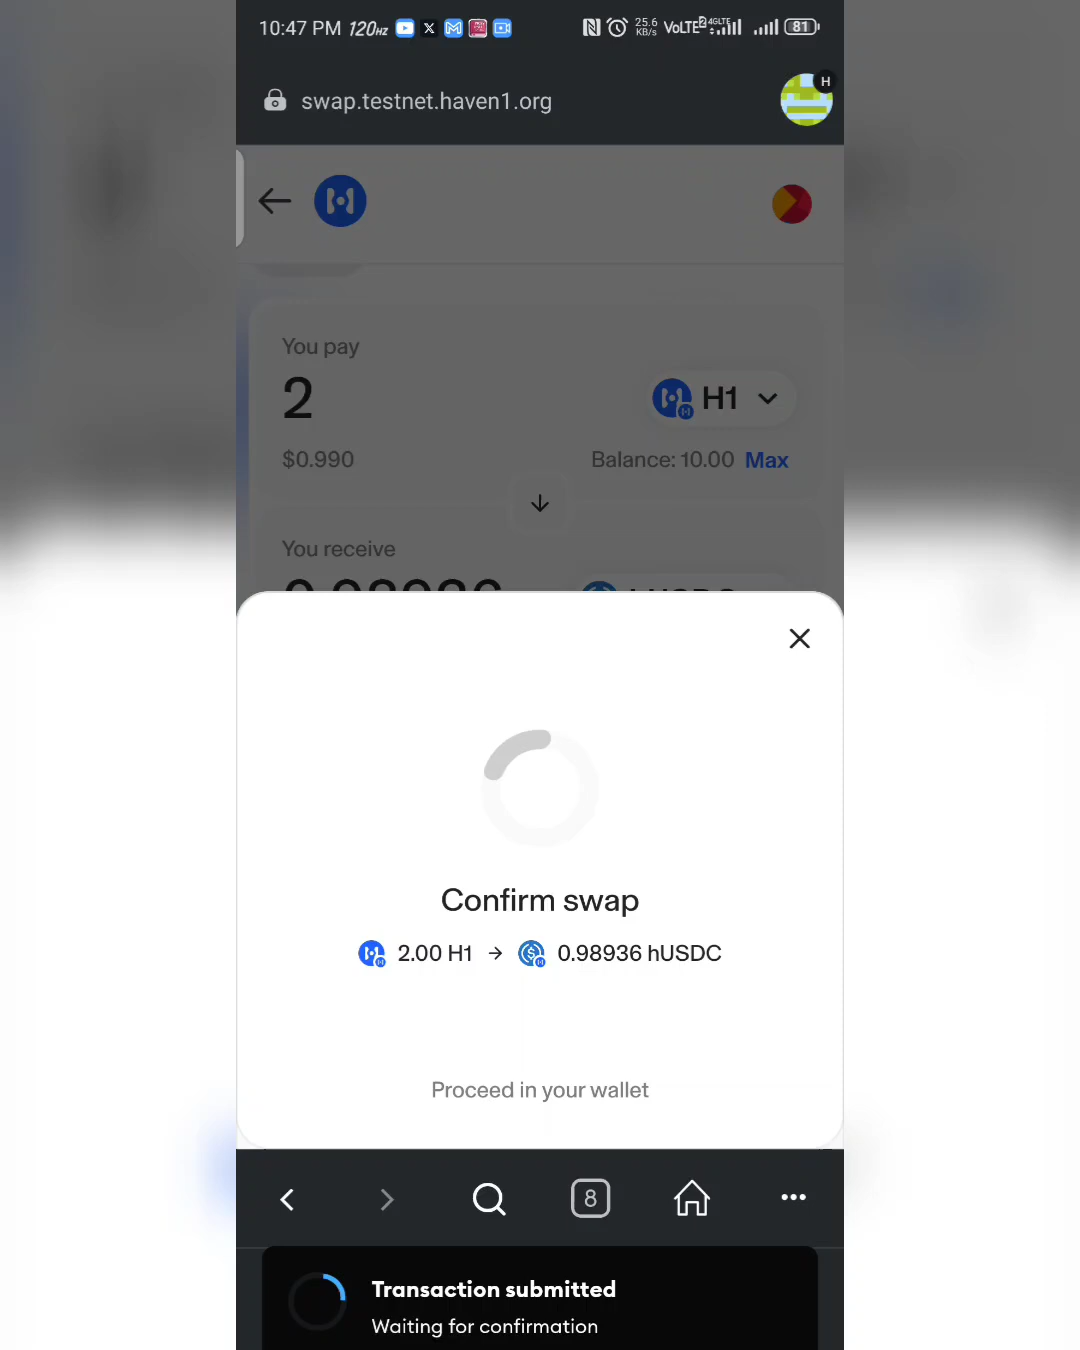 10:47 PM 120HZ 25.6 KB/s VoLTE2 4GLTE 81
swap.testnet.haven1.org
H
You pay
2
H1
$0.990
Balance: 10.00 Max
You receive
Confirm swap
2.00 H1 → 0.98936 hUSDC
Proceed in your wallet
8
Transaction submitted
Waiting for confirmation